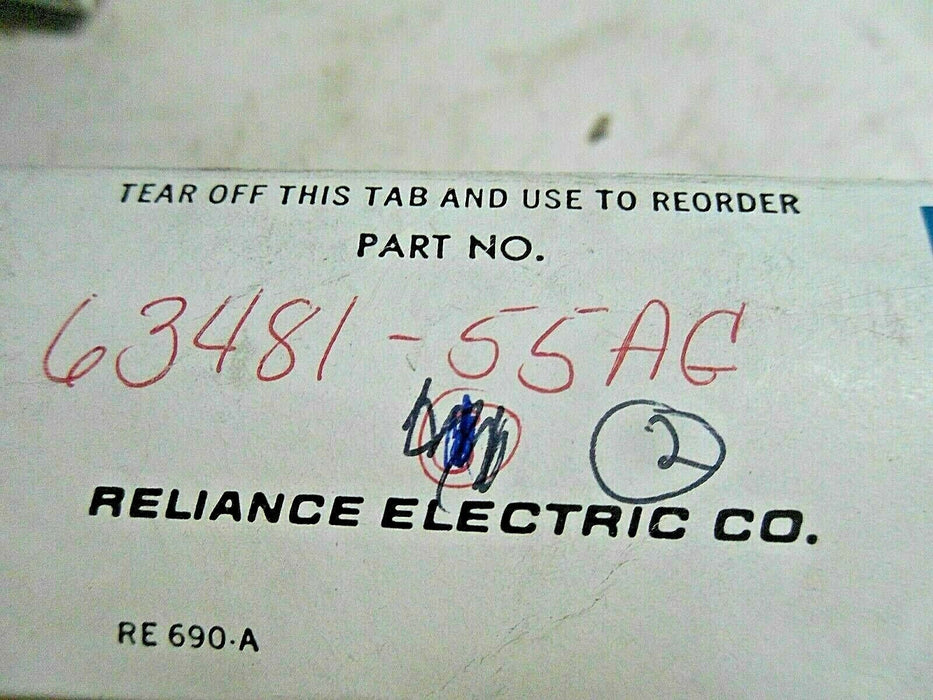 TEAR OFF THIS TAB AND USE TO REORDER
PART NO.
63481-55AG
2
RELIANCE ELECTRIC CO.
RE 690-A